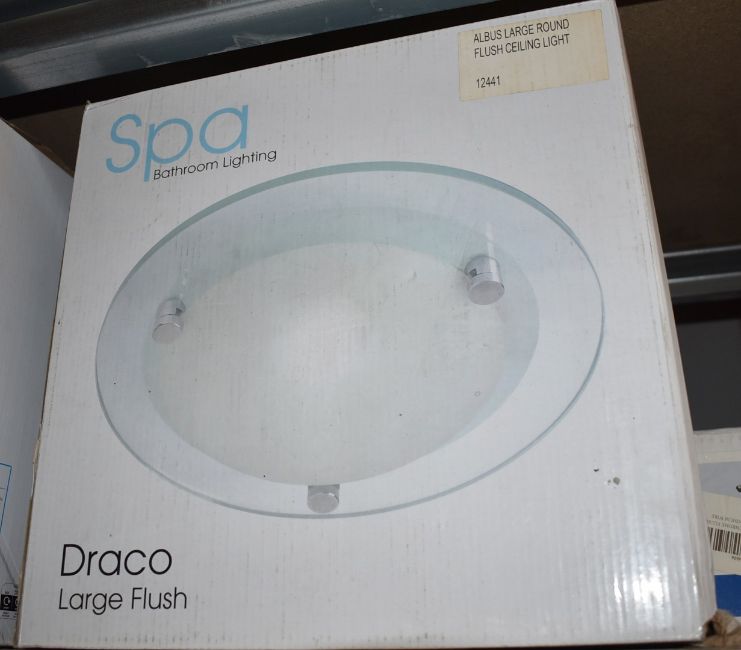 ALBUS LARGE ROUND
FLUSH CEILING LIGHT
12441
Spa
Bathroom Lighting
Draco
Large Flush